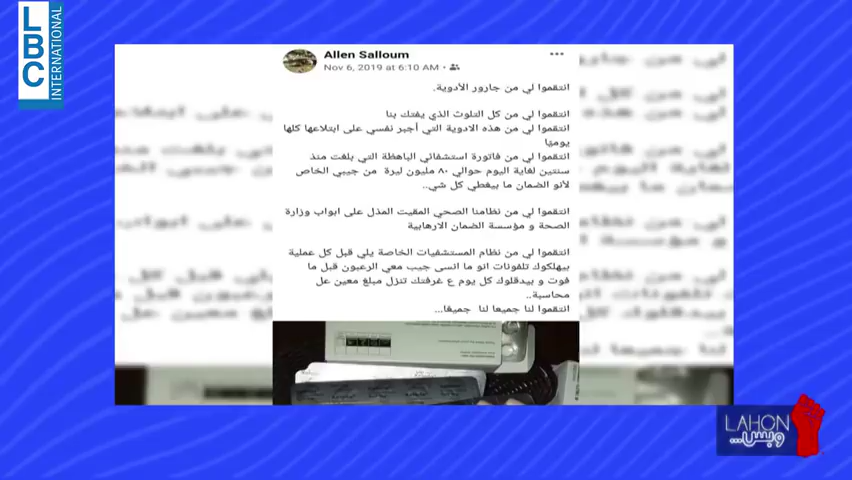 LBC
INTERNATIONAL
Allen Salloum
Nov 6, 2019 at 6:10 AM
انتقموا لي من جارور الأدوية.
انتقموا لي من كل التلوث الذي يفتك بنا
انتقموا لي من هذه الادوية التي أجبر نفسي على ابتلاعها كلها
يوميًا
انتقموا لي من فاتورة استشفائي الباهظة التي بلغت منذ
سنتين لغاية اليوم حوالي ٨٠ مليون ليرة من جيبي الخاص
لأنو الضمان ما بيغطي كل شي..
انتقموا لي من نظامنا الصحي المقيت المذل على ابواب وزارة
الصحة و مؤسسة الضمان الارهابية
انتقموا لي من نظام المستشفيات الخاصة يلي قبل كل عملية
بيهلكوك تلفونات انو ما انسى جيب معي الرعبون قبل ما
فوت و بيدقلوك كل يوم ع غرفتك تنزل مبلغ معين عل
محاسبة..
انتقموا لنا جميعا لنا جميعًا...
LAHON
وبس...